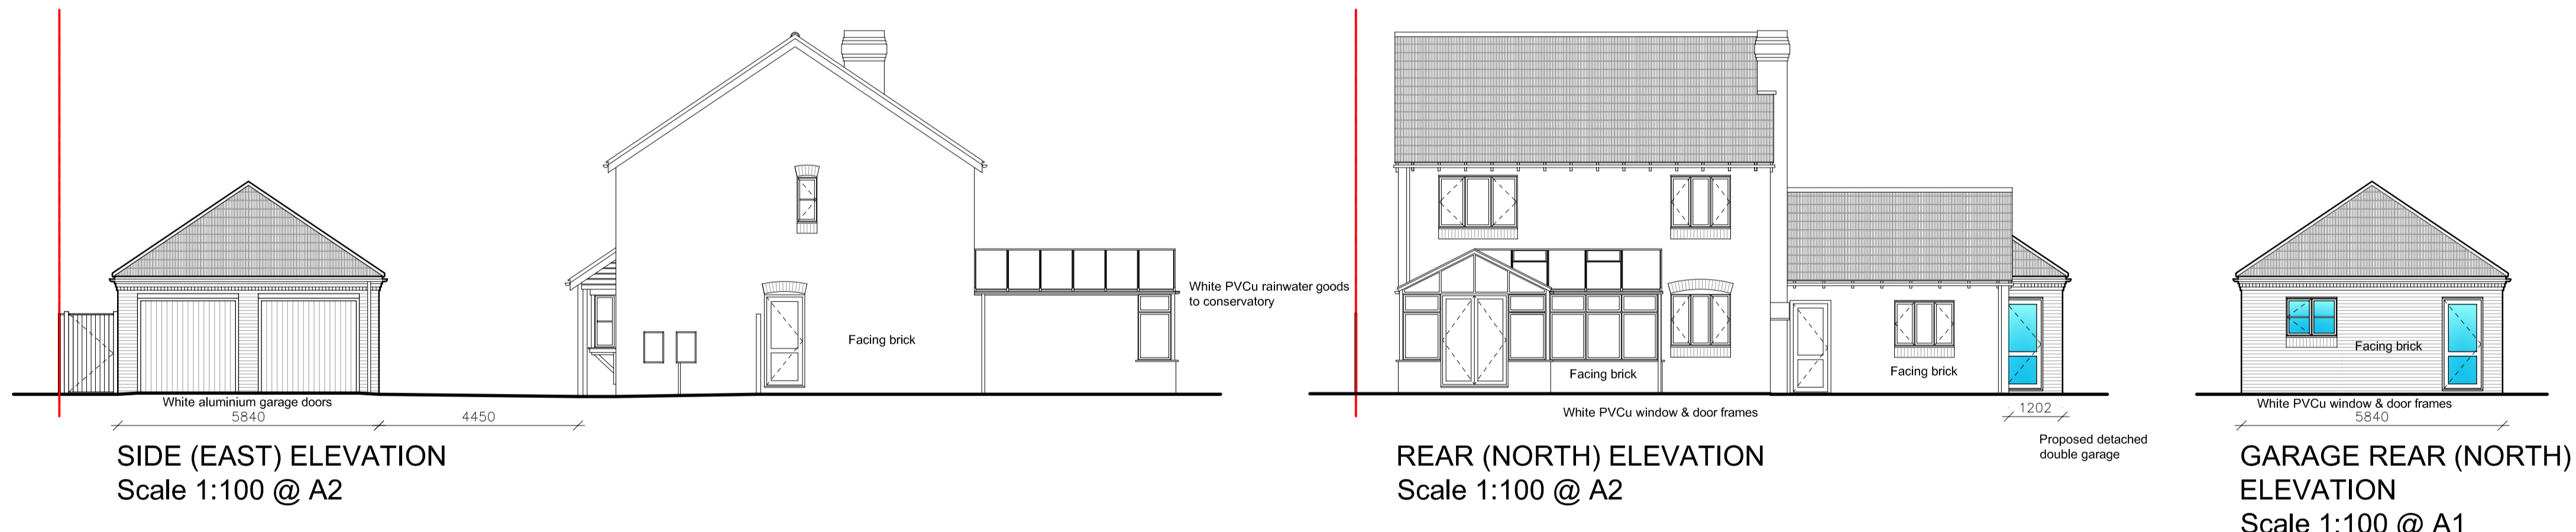 White aluminium garage doors
5840
4450
Facing brick
White PVCu rainwater goods
to conservatory
SIDE (EAST) ELEVATION
Scale 1:100 @ A2
Facing brick
Facing brick
White PVCu window & door frames
1202
Proposed detached
double garage
REAR (NORTH) ELEVATION
Scale 1:100 @ A2
Facing brick
White PVCu window & door frames
5840
GARAGE REAR (NORTH)
ELEVATION
Scale 1:100 @ A1